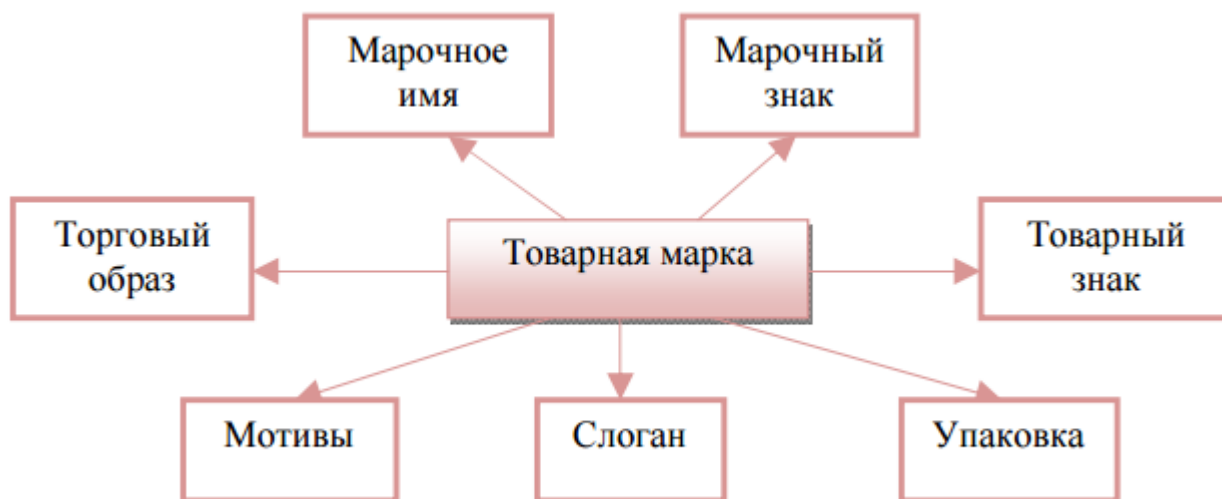 Марочное
имя
Марочный
знак
Торговый
образ
Товарная марка
Товарный
знак
Мотивы
Слоган
Упаковка